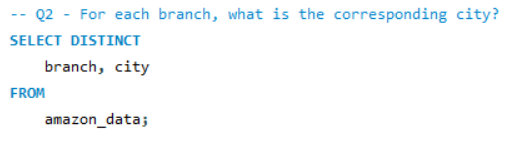 -- Q2 - For each branch, what is the corresponding city?
SELECT DISTINCT
branch, city
FROM
amazon_data;